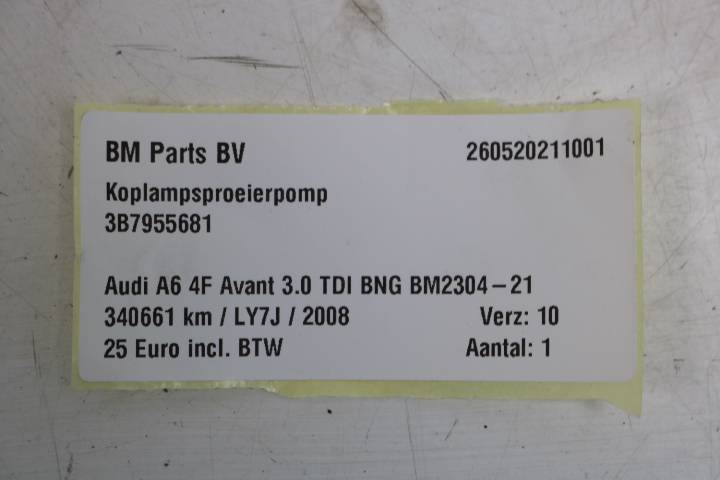 BM Parts BV 260520211001
Koplampsproeierpomp
3B7955681
Audi A6 4F Avant 3.0 TDI BNG BM2304-21
340661 km / LY7J / 2008 Verz: 10
25 Euro incl. BTW Aantal: 1